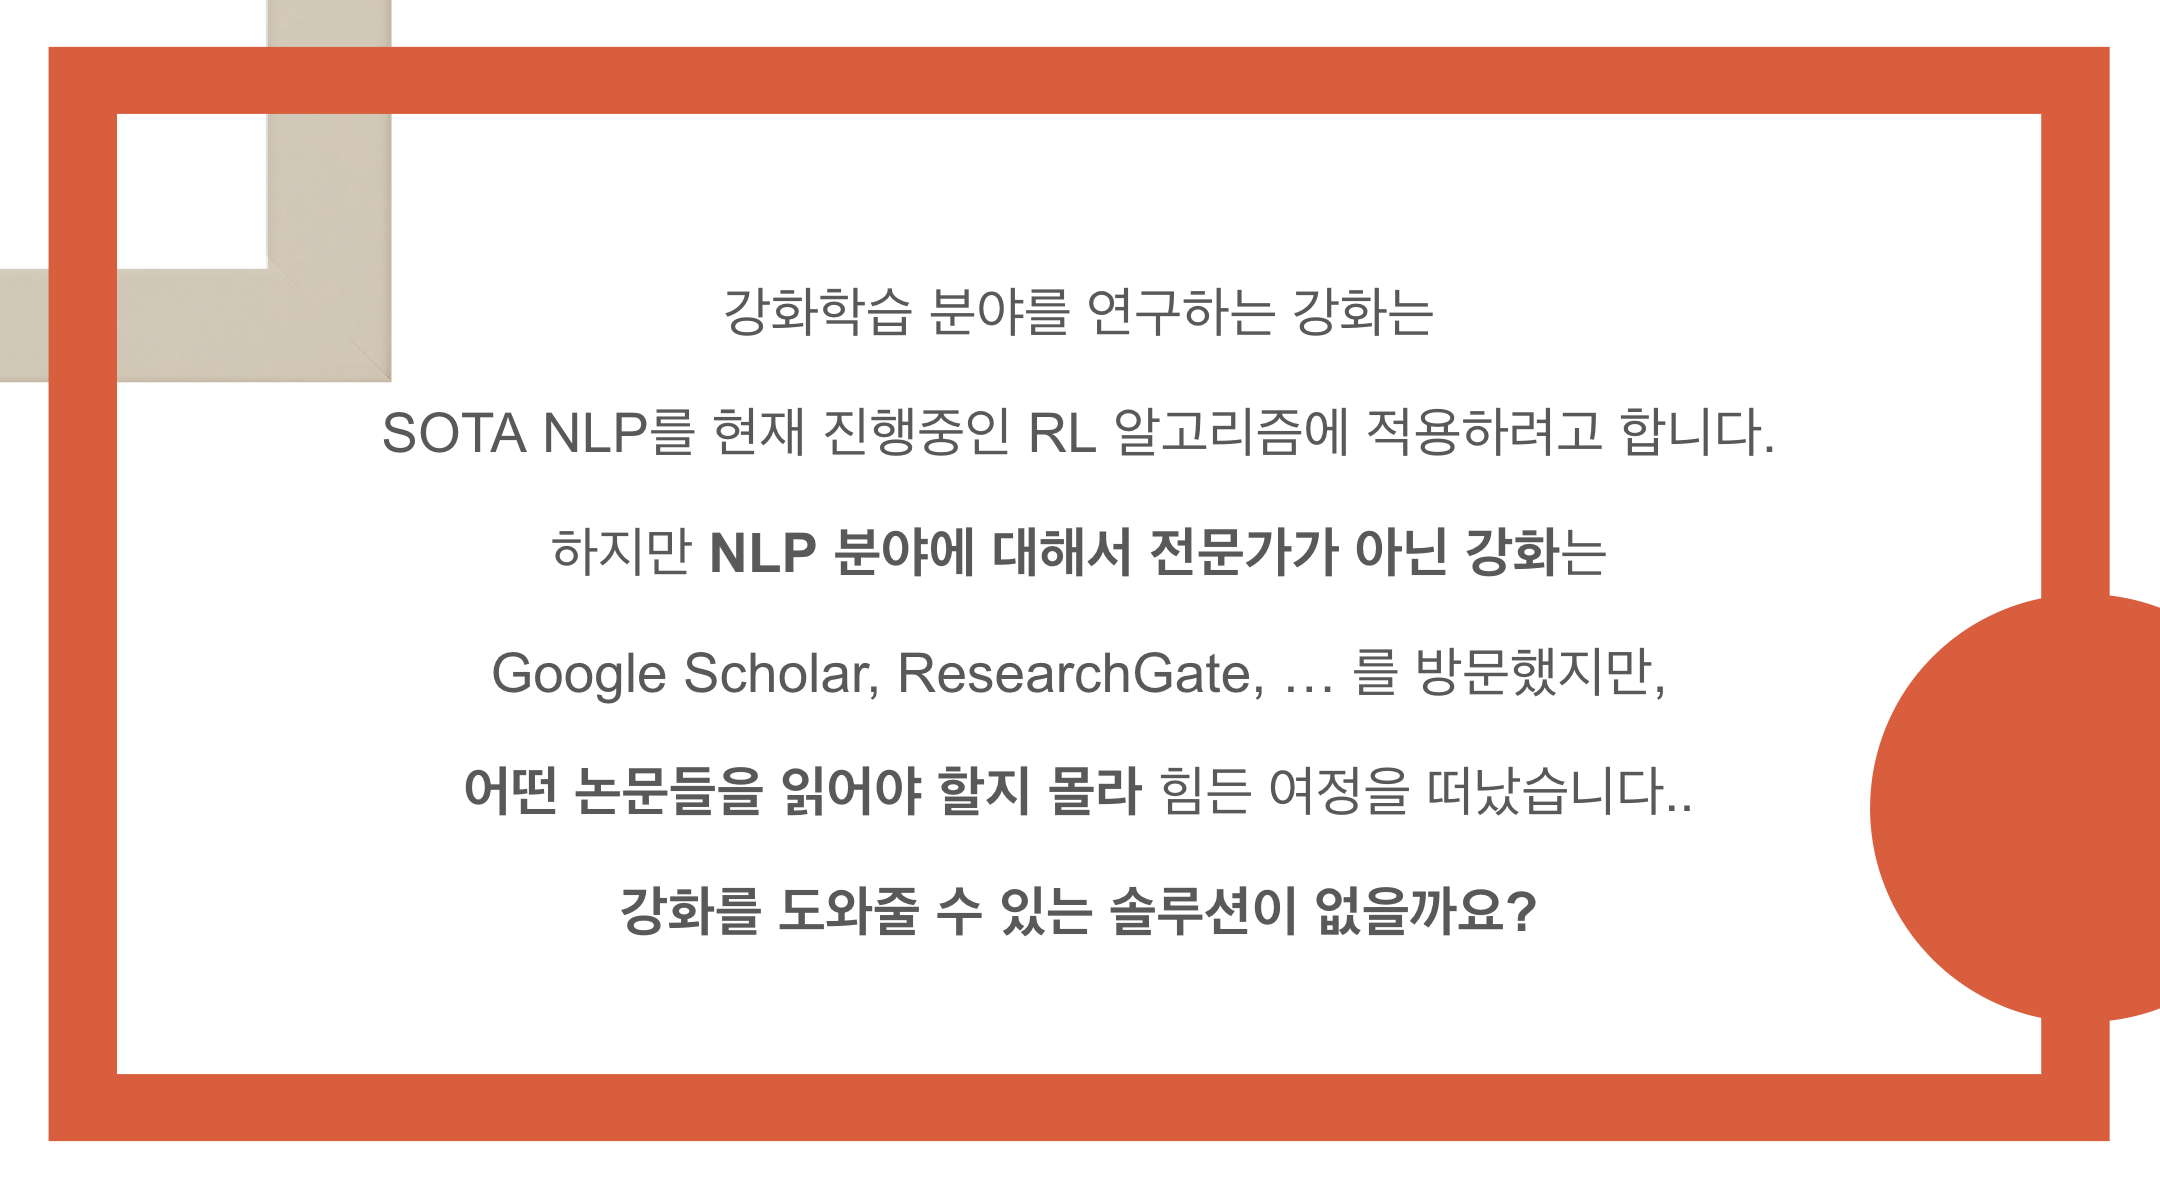 강화학습 분야를 연구하는 강화는
SOTA NLP를 현재 진행중인 RL 알고리즘에 적용하려고 합니다.
하지만 NLP 분야에 대해서 전문가가 아닌 강화는
Google Scholar, ResearchGate, … 를 방문했지만,
어떤 논문들을 읽어야 할지 몰라 힘든 여정을 떠났습니다..
강화를 도와줄 수 있는 솔루션이 없을까요?